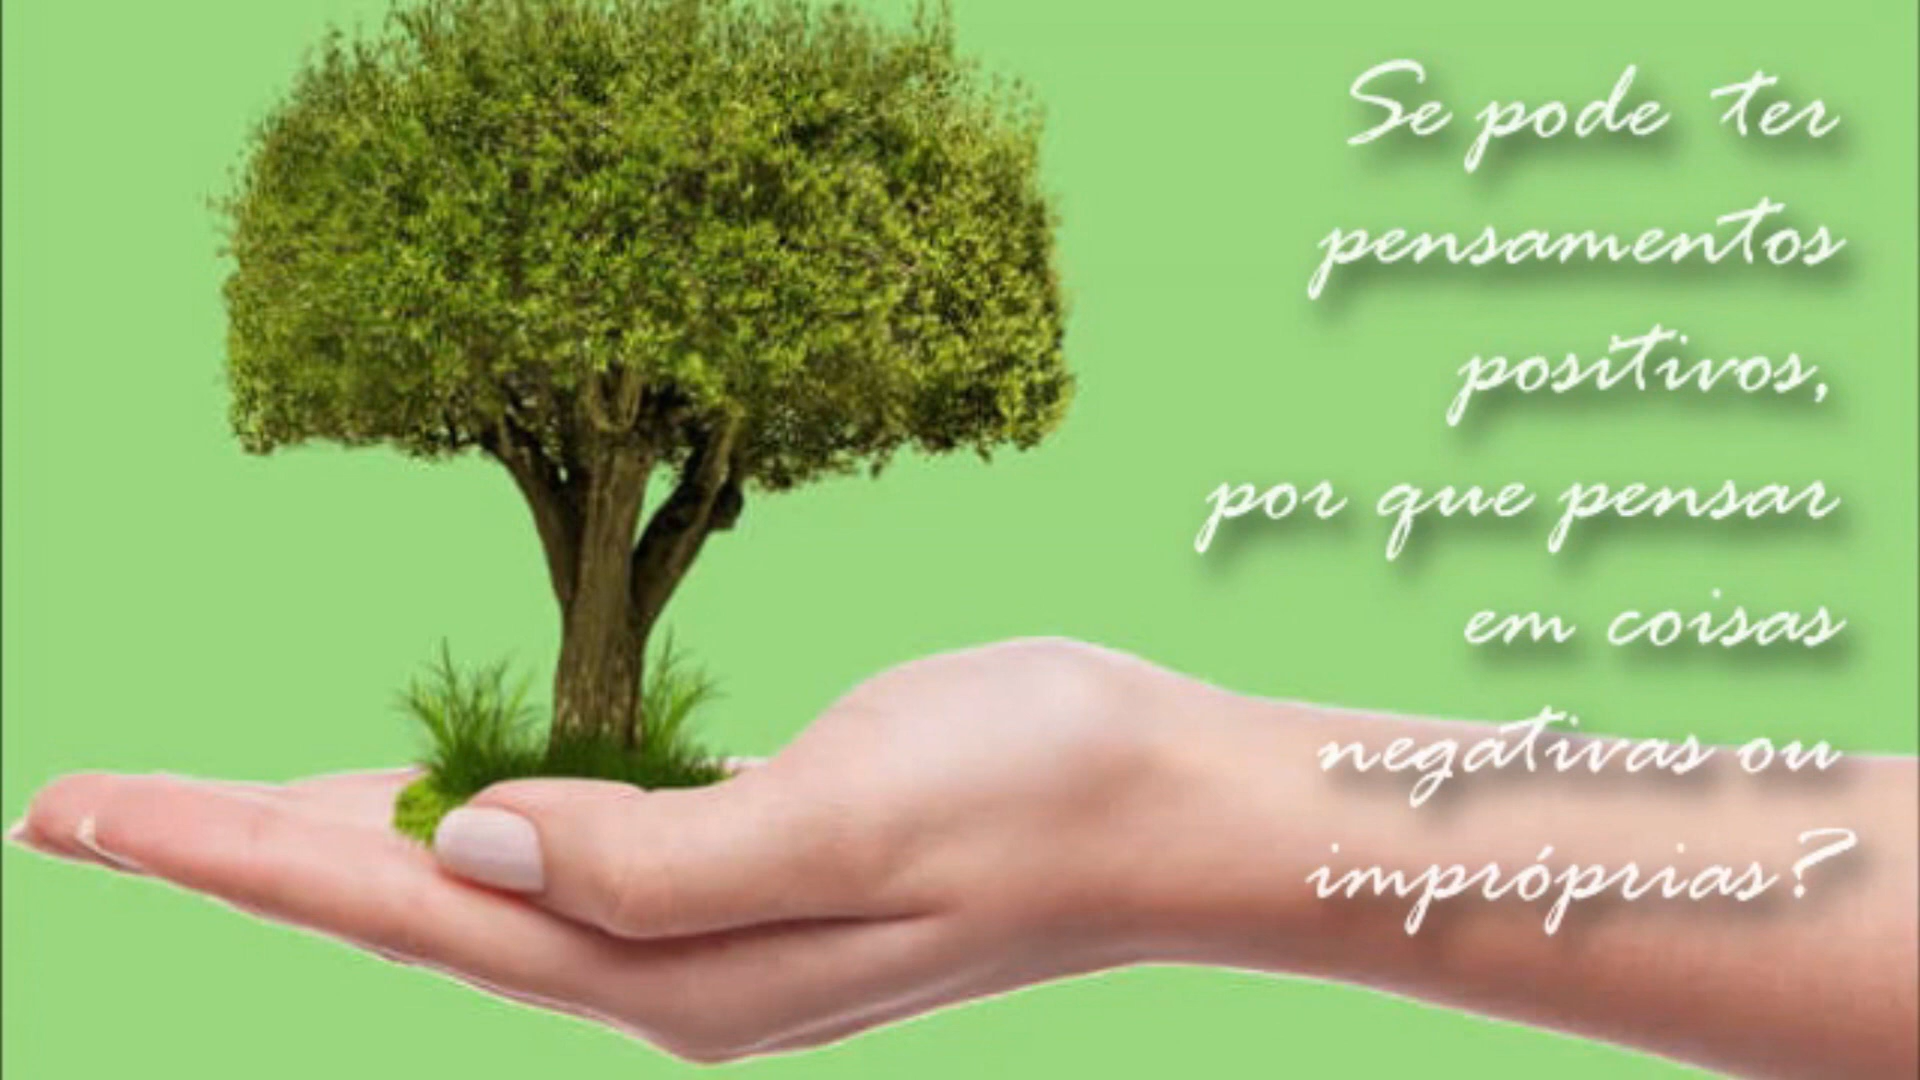 Se pode ter
pensamentos
positivos,
por que pensar
em coisas
negativas ou
impróprias?